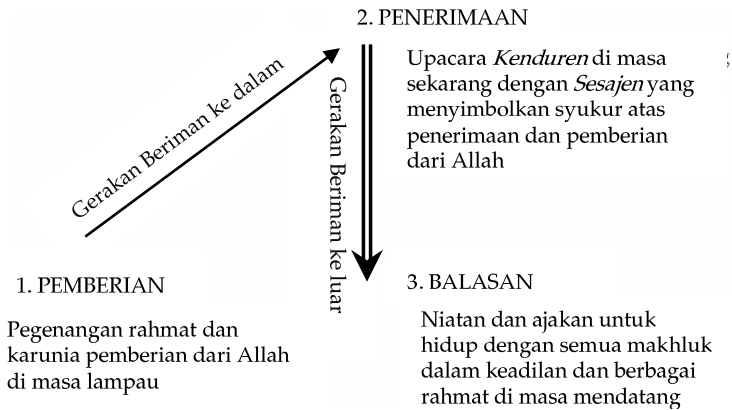 2. PENERIMAAN
Upacara Kenduren di masa
sekarang dengan Sesajen yang
menyimbolkan syukur atas
penerimaan dan pemberian
dari Allah
Gerakan Beriman ke dalam
Gerakan Beriman ke luar
1. PEMBERIAN
Pegenangan rahmat dan
karunia pemberian dari Allah
di masa lampau
3. BALASAN
Niatan dan ajakan untuk
hidup dengan semua makhluk
dalam keadilan dan berbagai
rahmat di masa mendatang